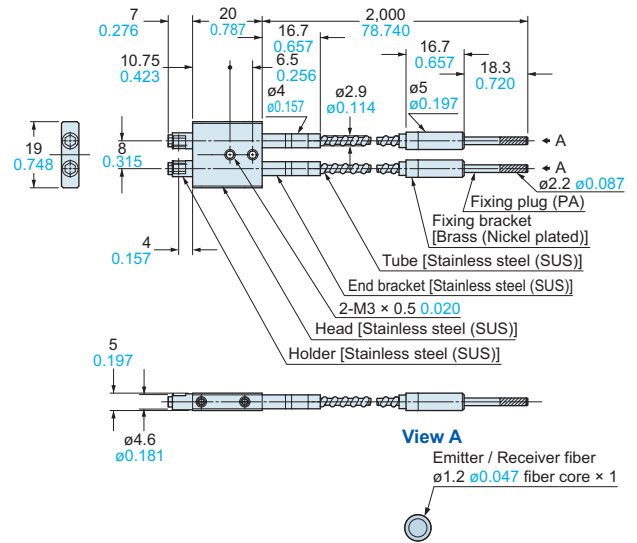 7
0.276
20
0.787
2,000
78.740
10.75
0.423
16.7
0.657
6.5
0.256
ø4
ø0.157
ø2.9
ø0.114
16.7
0.657
ø5
ø0.197
18.3
0.720
19
0.748
8
0.315
A
A
ø2.2 ø0.087
Fixing plug (PA)
Fixing bracket
[Brass (Nickel plated)]
4
0.157
Tube [Stainless steel (SUS)]
End bracket [Stainless steel (SUS)]
2-M3 × 0.5 0.020
Head [Stainless steel (SUS)]
Holder [Stainless steel (SUS)]
5
0.197
ø4.6
ø0.181
View A
Emitter / Receiver fiber
ø1.2 ø0.047 fiber core × 1